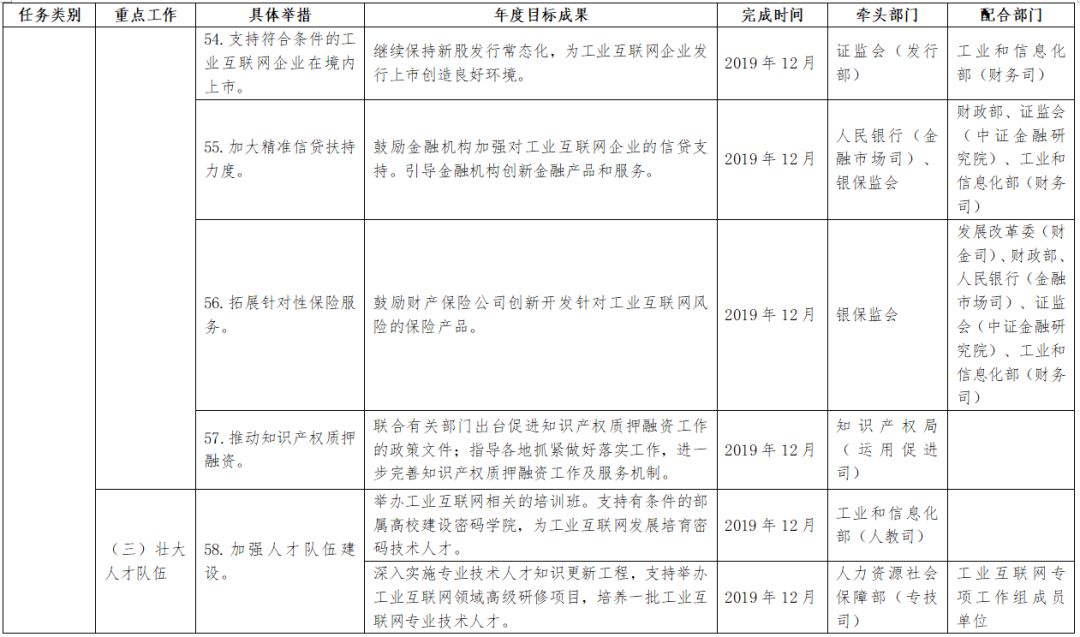 任务类别 重点工作 具体举措 年度目标成果 完成时间 牵头部门 配合部门
54.支持符合条件的工
业互联网企业在境内
上市。
继续保持新股发行常态化，为工业互联网企业发
行上市创造良好环境。
2019 年 12 月
证监会（发行
部）
工业和信息化
部（财务司）
55.加大精准信贷扶持
力度。
鼓励金融机构加强对工业互联网企业的信贷支
持。引导金融机构创新金融产品和服务。
2019 年 12 月
人民银行（金
融市场司）、
银保监会
财政部、证监会
（中证金融研
究院）、工业和
信息化部（财务
司）
56.拓展针对性保险服
务。
鼓励财产保险公司创新开发针对工业互联网风
险的保险产品。
2019 年 12 月
银保监会
发展改革委（财
金司）、财政部、
人民银行（金融
市场司）、证监
会（中证金融研
究院）、工业和
信息化部（财务
司）
57.推动知识产权质押
融资。
联合有关部门出台促进知识产权质押融资工作
的政策文件；指导各地抓紧做好落实工作，进一
步完善知识产权质押融资工作及服务机制。
2019 年 12 月
知识产权局
（运用促进
司）
（三）壮大
人才队伍
58.加强人才队伍建
设。
举办工业互联网相关的培训班。支持有条件的部
属高校建设密码学院，为工业互联网发展培育密
码技术人才。
2019 年 12 月
工业和信息化
部（人教司）
深入实施专业技术人才知识更新工程，支持举办
工业互联网领域高级研修项目，培养一批工业互
联网专业技术人才。
2019 年 12 月
人力资源社会
保障部（专技
司）
工业互联网专
项工作组成员
单位